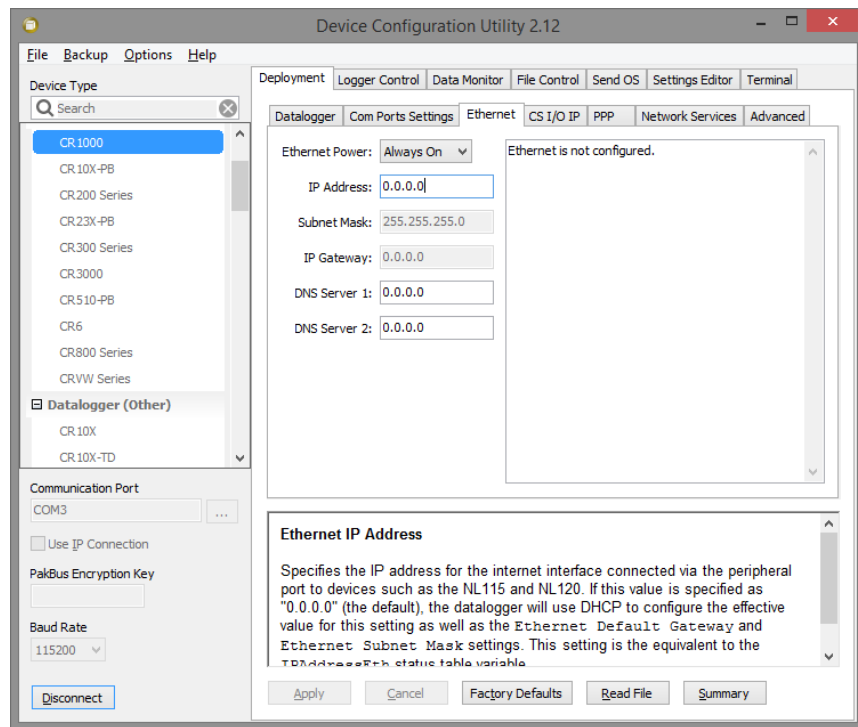 Device Configuration Utility 2.12
File Backup Options Help
Device Type
Search
CR1000
CR10X-PB
CR200 Series
CR23X-PB
CR300 Series
CR3000
CR510-PB
CR6
CR800 Series
CRVW Series
Datalogger (Other)
CR10X
CR10X-TD
Communication Port
COM3
...
Use IP Connection
PakBus Encryption Key
Baud Rate
115200
Disconnect
Deployment Logger Control Data Monitor File Control Send OS Settings Editor Terminal
Datalogger Com Ports Settings Ethernet CS I/O IP PPP Network Services Advanced
Ethernet Power: Always On
IP Address: 0.0.0.0
Subnet Mask: 255.255.255.0
IP Gateway: 0.0.0.0
DNS Server 1: 0.0.0.0
DNS Server 2: 0.0.0.0
Ethernet is not configured.
Ethernet IP Address
Specifies the IP address for the internet interface connected via the peripheral
port to devices such as the NL115 and NL120. If this value is specified as
"0.0.0.0" (the default), the datalogger will use DHCP to configure the effective
value for this setting as well as the Ethernet Default Gateway and
Ethernet Subnet Mask settings. This setting is the equivalent to the
IPAddressEth status table variable.
Apply Cancel Factory Defaults Read File Summary